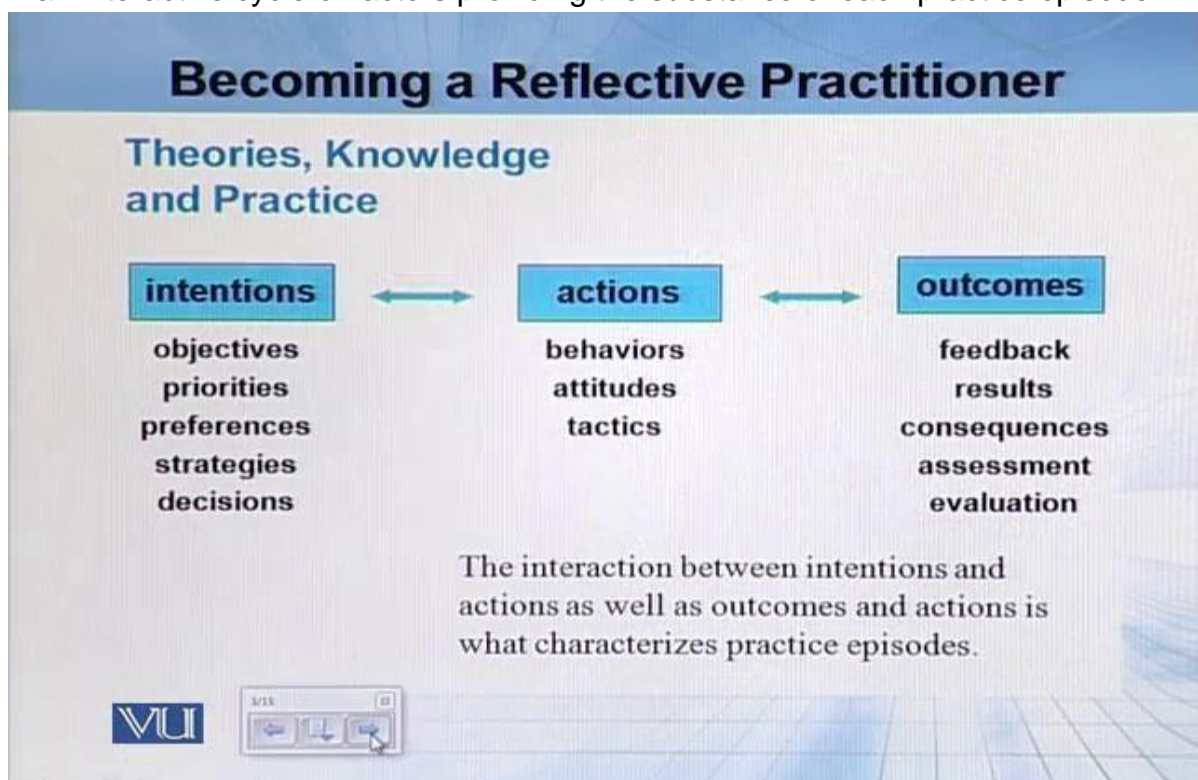 Becoming a Reflective Practitioner
Theories, Knowledge
and Practice
intentions
objectives
priorities
preferences
strategies
decisions
actions
behaviors
attitudes
tactics
outcomes
feedback
results
consequences
assessment
evaluation
The interaction between intentions and
actions as well as outcomes and actions is
what characterizes practice episodes.
VU
3/15